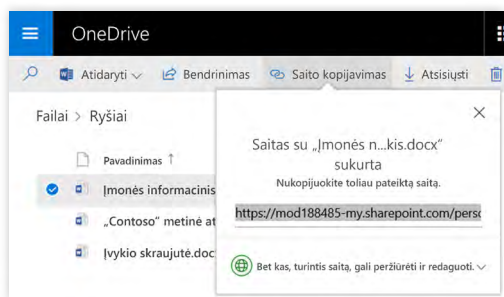 OneDrive
Atidaryti Bendrinimas Saito kopijavimas Atsisiųsti
Failai > Ryšiai
Pavadinimas ↑
Įmonės informacinis
„Contoso“ metinė at
Įvykio skraujutė.doc
Saitas su „Įmonės n...kis.docx“
sukurta
Nukopijuokite toliau pateiktą saitą.
https://mod188485-my.sharepoint.com/perso
Bet kas, turintis saitą, gali peržiūrėti ir redaguoti.